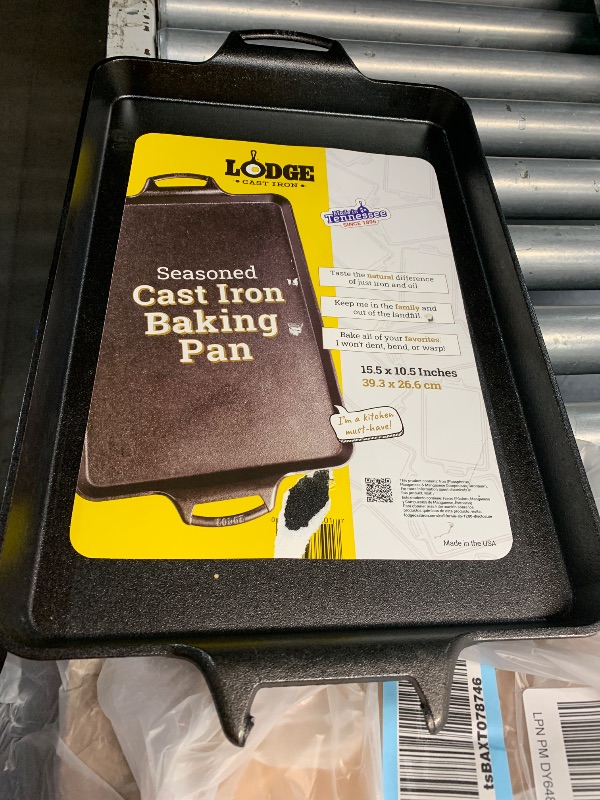 LODGE
• CAST IRON •
Made in
Tennessee
SINCE 1896
Seasoned
Cast Iron
Baking
Pan
Taste the natural difference
of just iron and oil.
Keep me in the family and
out of the landfill.
Bake all of your favorites.
I won't dent, bend, or warp!
15.5 x 10.5 Inches
39.3 x 26.6 cm
I'm a kitchen
must-have!
LODGE
Made in the USA
tsBAXT078746
LPN PM DY648